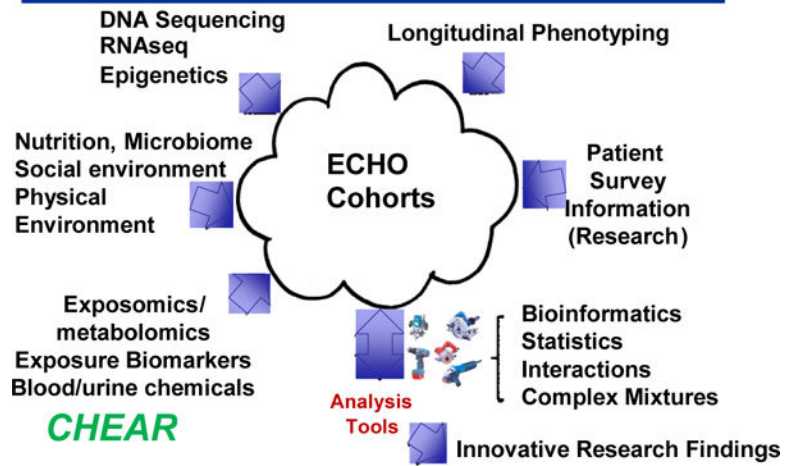 DNA Sequencing
RNAseq
Epigenetics
Longitudinal Phenotyping
Nutrition, Microbiome
Social environment
Physical
Environment
ECHO
Cohorts
Patient
Survey
Information
(Research)
Exposomics/
metabolomics
Exposure Biomarkers
Blood/urine chemicals
CHEAR
Analysis
Tools
Bioinformatics
Statistics
Interactions
Complex Mixtures
Innovative Research Findings